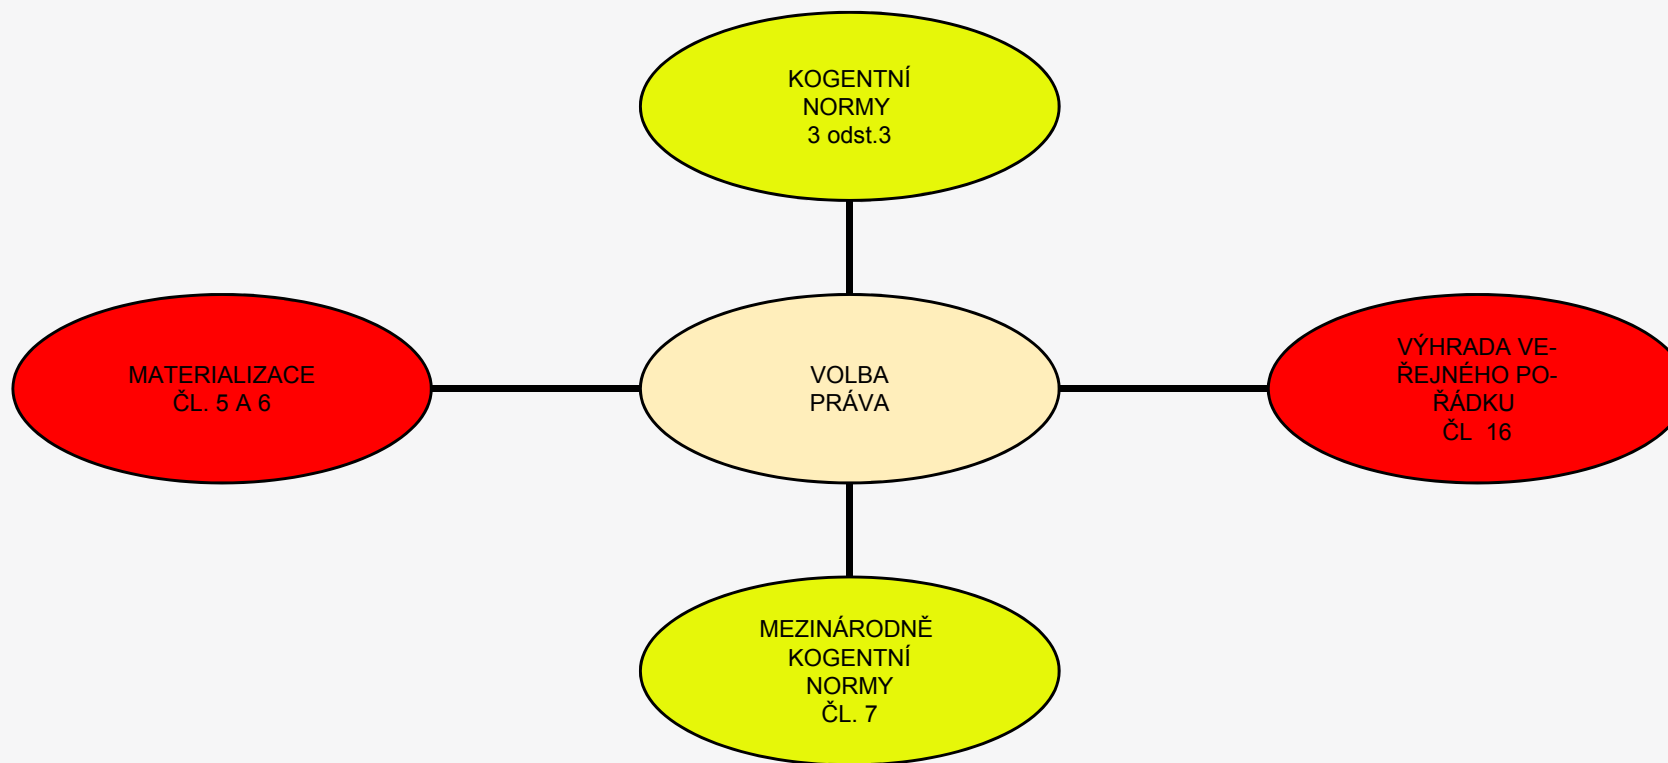 KOGENTNÍ
NORMY
3 odst.3
MATERIALIZACE
ČL. 5 A 6
VOLBA
PRÁVA
VÝHRADA VE-
ŘEJNÉHO PO-
ŘÁDKU
ČL  16
MEZINÁRODNĚ
KOGENTNÍ
NORMY
ČL. 7